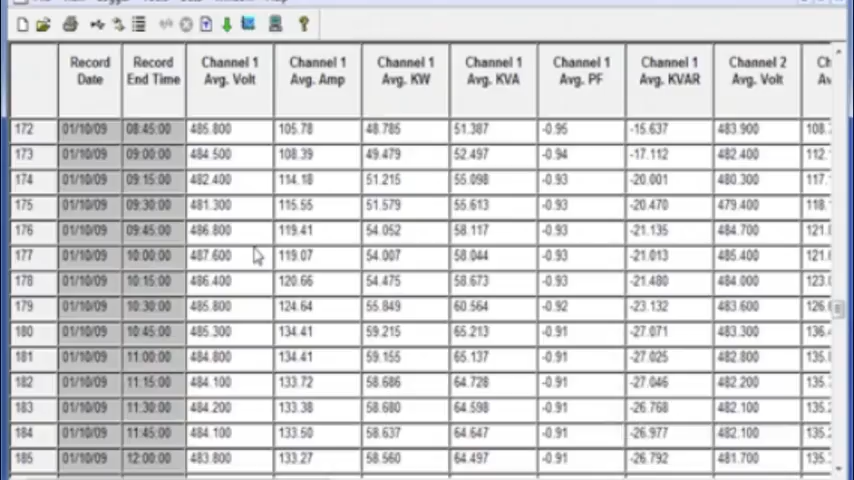 Record Date Record End Time Channel 1 Avg. Volt Channel 1 Avg. Amp Channel 1 Avg. KW Channel 1 Avg. KVA Channel 1 Avg. PF Channel 1 Avg. KVAR Channel 2 Avg. Volt
172 01/10/09 08:45:00 485.800 105.78 48.785 51.387 -0.95 -15.637 483.900 108.
173 01/10/09 09:00:00 484.500 108.39 49.479 52.497 -0.94 -17.112 482.400 112.
174 01/10/09 09:15:00 482.400 114.18 51.215 55.098 -0.93 -20.001 480.300 117.
175 01/10/09 09:30:00 481.300 115.55 51.579 55.613 -0.93 -20.470 479.400 118.
176 01/10/09 09:45:00 486.800 119.41 54.052 58.117 -0.93 -21.135 484.700 121.
177 01/10/09 10:00:00 487.600 119.07 54.007 58.044 -0.93 -21.013 485.400 121.
178 01/10/09 10:15:00 486.400 120.66 54.475 58.673 -0.93 -21.480 484.000 123.
179 01/10/09 10:30:00 485.800 124.64 55.849 60.564 -0.92 -23.132 483.600 126.
180 01/10/09 10:45:00 485.300 134.41 59.215 65.213 -0.91 -27.071 483.300 136.
181 01/10/09 11:00:00 484.800 134.41 59.155 65.137 -0.91 -27.025 482.800 135.
182 01/10/09 11:15:00 484.100 133.72 58.686 64.728 -0.91 -27.046 482.200 135.
183 01/10/09 11:30:00 484.200 133.38 58.680 64.598 -0.91 -26.768 482.100 135.
184 01/10/09 11:45:00 484.100 133.50 58.637 64.647 -0.91 -26.977 482.100 135.
185 01/10/09 12:00:00 483.800 133.27 58.560 64.497 -0.91 -26.792 481.700 135.